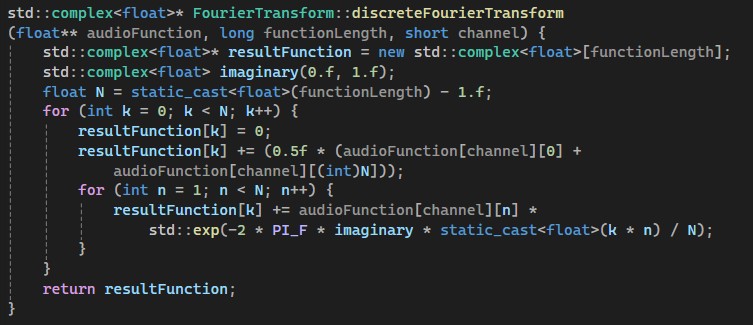 std::complex<float>* FourierTransform::discreteFourierTransform
(float** audioFunction, long functionLength, short channel) {
    std::complex<float>* resultFunction = new std::complex<float>[functionLength];
    std::complex<float> imaginary(0.f, 1.f);
    float N = static_cast<float>(functionLength) - 1.f;
    for (int k = 0; k < N; k++) {
        resultFunction[k] = 0;
        resultFunction[k] += (0.5f * (audioFunction[channel][0] +
            audioFunction[channel][(int)N]));
        for (int n = 1; n < N; n++) {
            resultFunction[k] += audioFunction[channel][n] *
                std::exp(-2 * PI_F * imaginary * static_cast<float>(k * n) / N);
        }
    }
    return resultFunction;
}